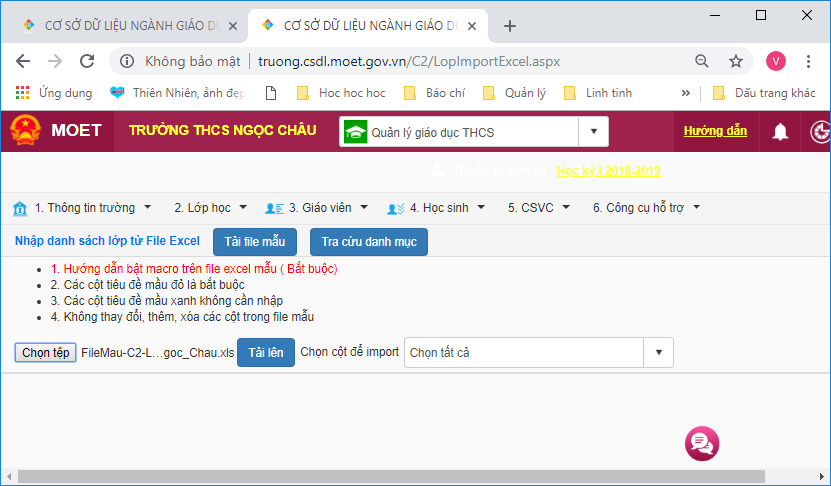 CƠ SỞ DỮ LIỆU NGÀNH GIÁO DỤ
CƠ SỞ DỮ LIỆU NGÀNH GIÁO DỤ
Không bảo mật
truong.csdl.moet.gov.vn/C2/LopImportExcel.aspx
V
Ứng dụng
Thiên Nhiên, ảnh đẹp
Hoc hoc hoc
Báo chí
Quản lý
Linh tinh
»
Dấu trang khác
MOET
TRƯỜNG THCS NGỌC CHÂU
Quản lý giáo dục THCS
Hướng dẫn
(Quản trị đơn vị)
Học kỳ I 2018-2019
1. Thông tin trường
2. Lớp học
3. Giáo viên
4. Học sinh
5. CSVC
6. Công cụ hỗ trợ
Nhập danh sách lớp từ File Excel
Tải file mẫu
Tra cứu danh mục
1. Hướng dẫn bật macro trên file excel mẫu ( Bắt buộc)
2. Các cột tiêu đề mầu đỏ là bắt buộc
3. Các cột tiêu đề mầu xanh không cần nhập
4. Không thay đổi, thêm, xóa các cột trong file mẫu
Chọn tệp
FileMau-C2-L…goc_Chau.xls
Tải lên
Chọn cột để import
Chọn tất cả